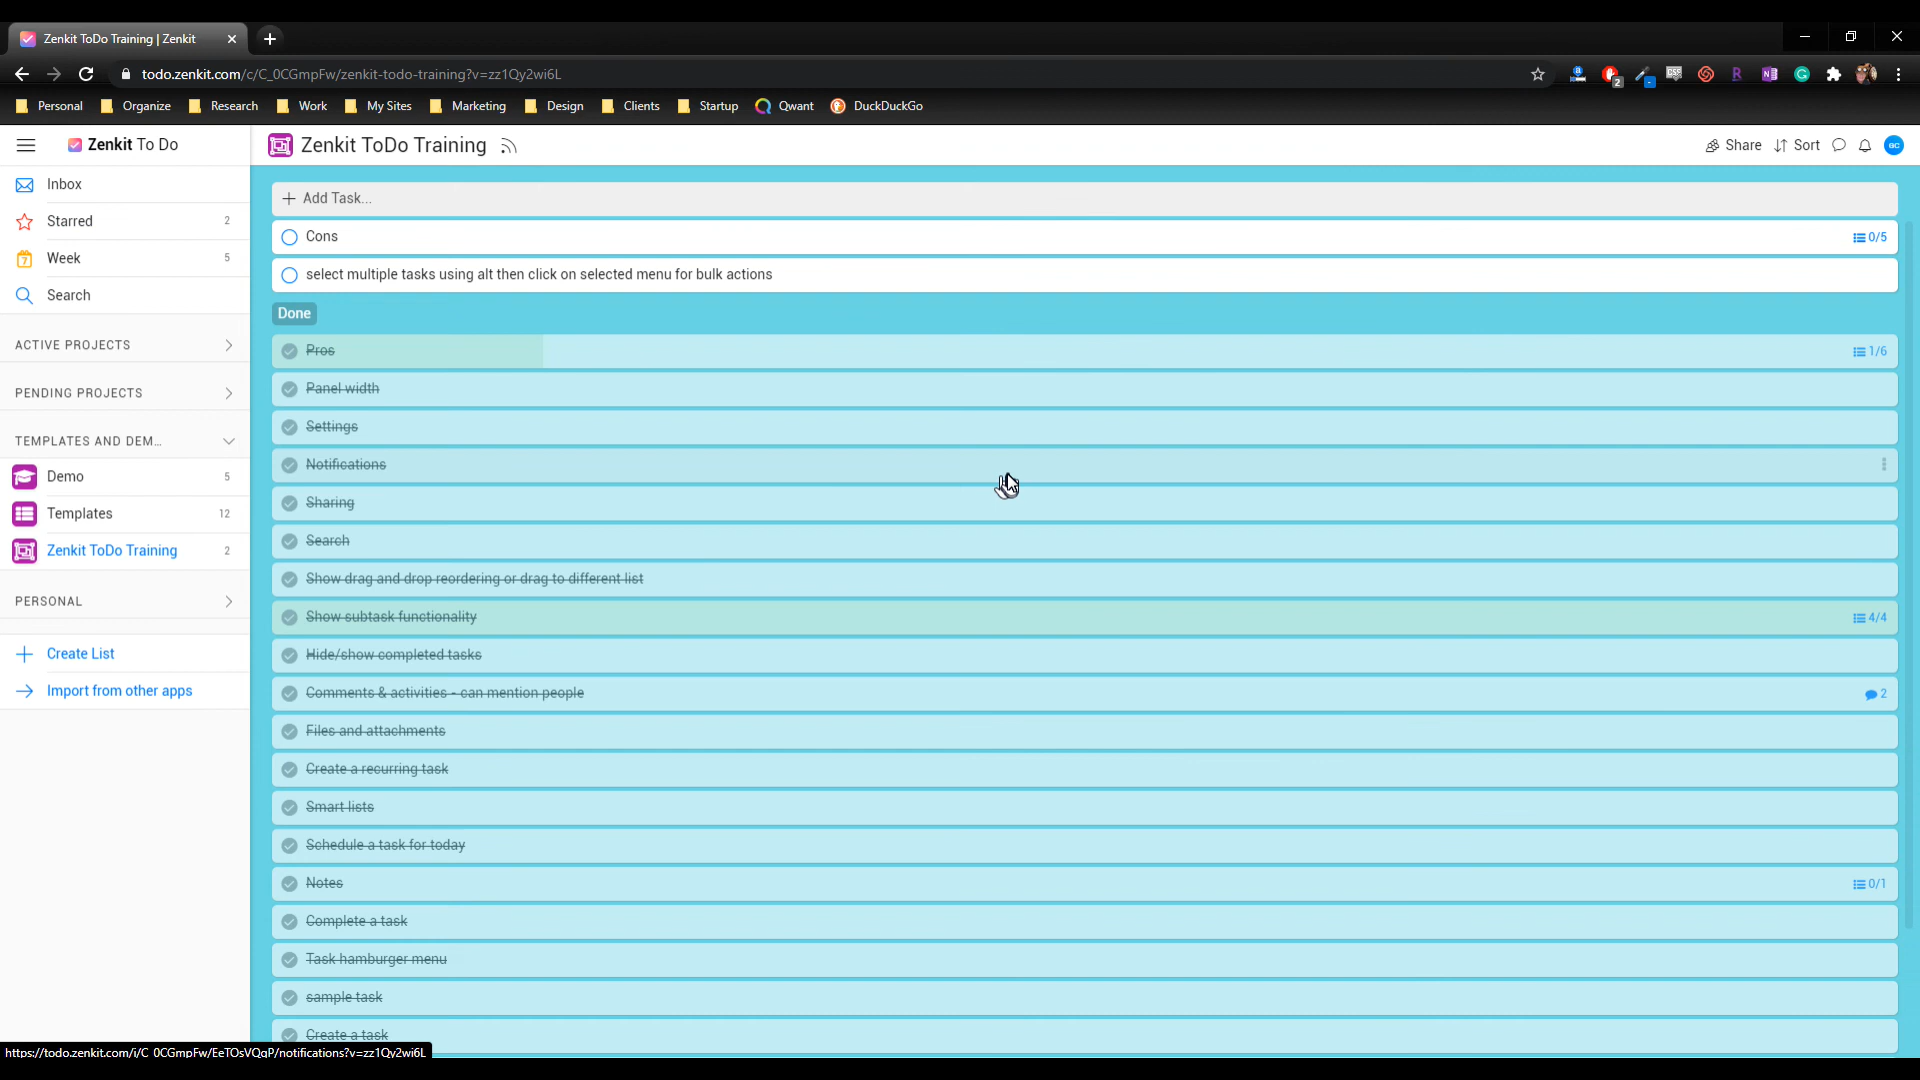 Zenkit ToDo Training | Zenkit
todo.zenkit.com/c/C_0CGmpFw/zenkit-todo-training?v=zz1Qy2wi6L
2
Personal Organize Research Work My Sites Marketing Design Clients Startup Qwant DuckDuckGo
Zenkit To Do
Zenkit ToDo Training
Share Sort GC
Inbox
Starred 2
7 Week 5
Search
ACTIVE PROJECTS
PENDING PROJECTS
TEMPLATES AND DEM...
Demo 5
Templates 12
Zenkit ToDo Training 2
PERSONAL
Create List
Import from other apps
Add Task...
Cons 0/5
select multiple tasks using alt then click on selected menu for bulk actions
Done
Pros 1/6
Panel width
Settings
Notifications
Sharing
Search
Show drag and drop reordering or drag to different list
Show subtask functionality 4/4
Hide/show completed tasks
Comments & activities - can mention people 2
Files and attachments
Create a recurring task
Smart lists
Schedule a task for today
Notes 0/1
Complete a task
Task hamburger menu
sample task
Create a task
https://todo.zenkit.com/i/C_0CGmpFw/EeTOsVQqP/notifications?v=zz1Qy2wi6L